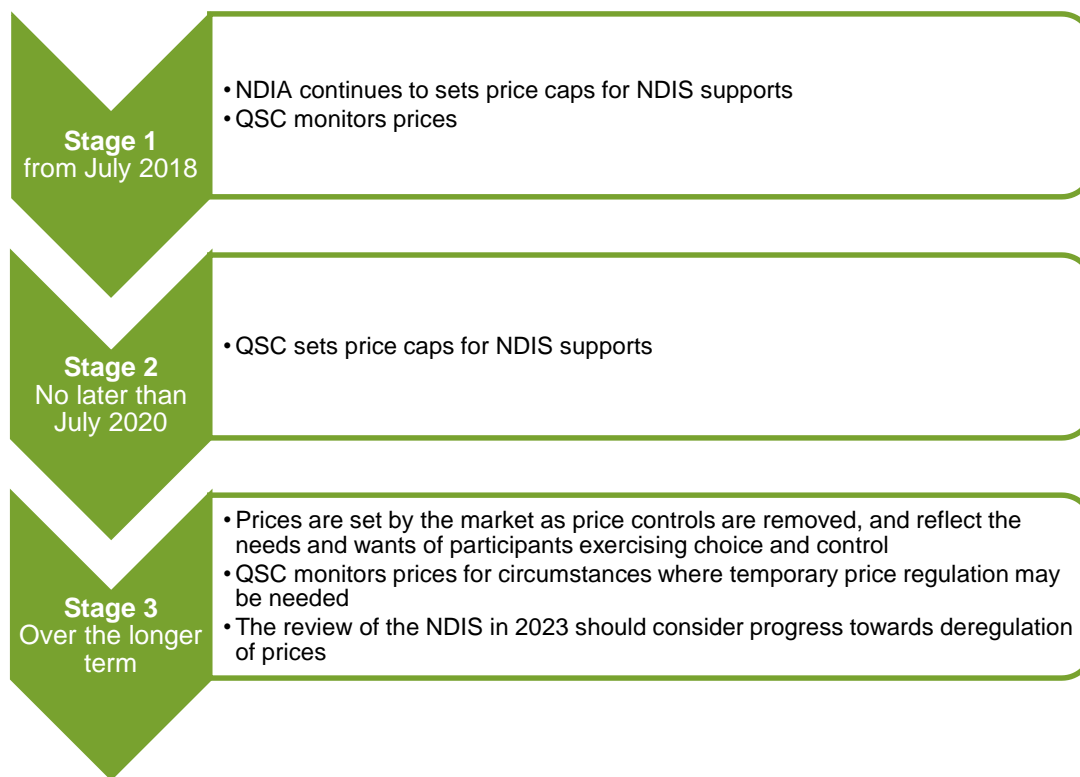 Stage 1
from July 2018
• NDIA continues to sets price caps for NDIS supports
• QSC monitors prices
Stage 2
No later than
July 2020
• QSC sets price caps for NDIS supports
Stage 3
Over the longer
term
• Prices are set by the market as price controls are removed, and reflect the
needs and wants of participants exercising choice and control
• QSC monitors prices for circumstances where temporary price regulation may
be needed
• The review of the NDIS in 2023 should consider progress towards deregulation
of prices